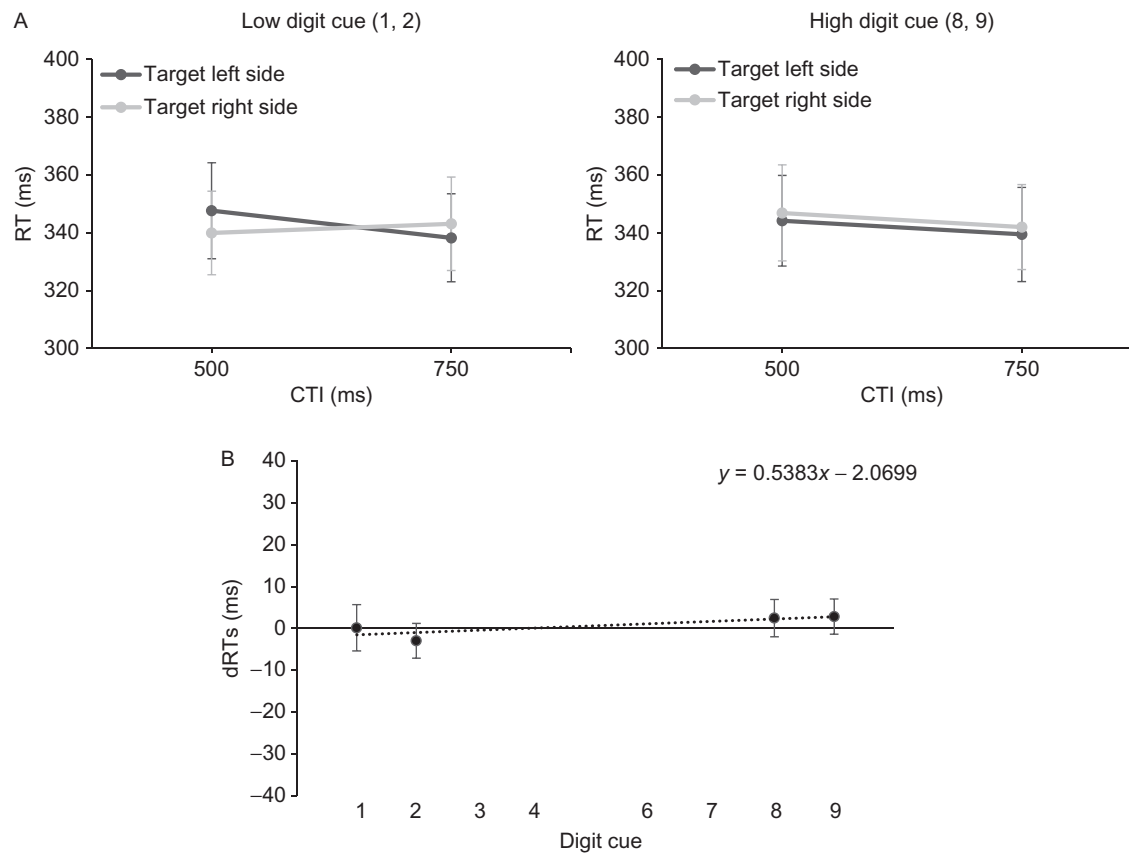 A
Low digit cue (1, 2)
High digit cue (8, 9)
400
380
360
340
320
300
RT (ms)
Target left side
Target right side
500
750
CTI (ms)
400
380
360
340
320
300
RT (ms)
Target left side
Target right side
500
750
CTI (ms)
B
y = 0.5383x – 2.0699
40
30
20
10
0
–10
–20
–30
–40
dRTs (ms)
1 2 3 4 6 7 8 9
Digit cue